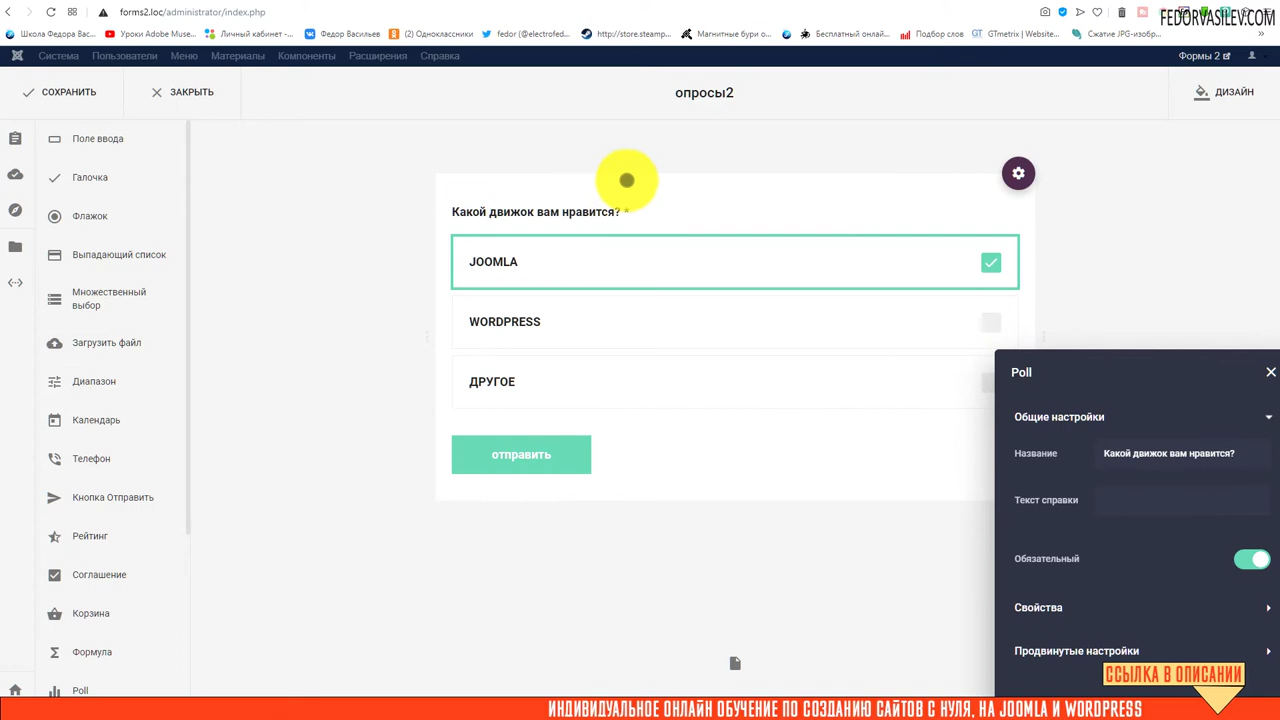 forms2.loc/administrator/index.php
FEDORVASILEV.COM
Школа Федора Вас...
Уроки Adobe Muse...
Личный кабинет -...
Федор Васильев
(2) Одноклассники
fedor (@electrofed...
http://store.steamp...
Магнитные бури о...
Бесплатный онлай...
Подбор слов
GTmetrix | Website...
Сжатие JPG-изобр...
Система
Пользователи
Меню
Материалы
Компоненты
Расширения
Справка
Формы 2
СОХРАНИТЬ
ЗАКРЫТЬ
опросы2
ДИЗАЙН
Поле ввода
Галочка
Флажок
Выпадающий список
Множественный
выбор
Загрузить файл
Диапазон
Календарь
Телефон
Кнопка Отправить
Рейтинг
Соглашение
Корзина
Формула
Poll
Какой движок вам нравится? *
JOOMLA
WORDPRESS
ДРУГОЕ
отправить
Poll
Общие настройки
Название
Какой движок вам нравится?
Текст справки
Обязательный
Свойства
Продвинутые настройки
ССЫЛКА В ОПИСАНИИ
ИНДИВИДУАЛЬНОЕ ОНЛАЙН ОБУЧЕНИЕ ПО СОЗДАНИЮ САЙТОВ С НУЛЯ, НА JOOMLA И WORDPRESS